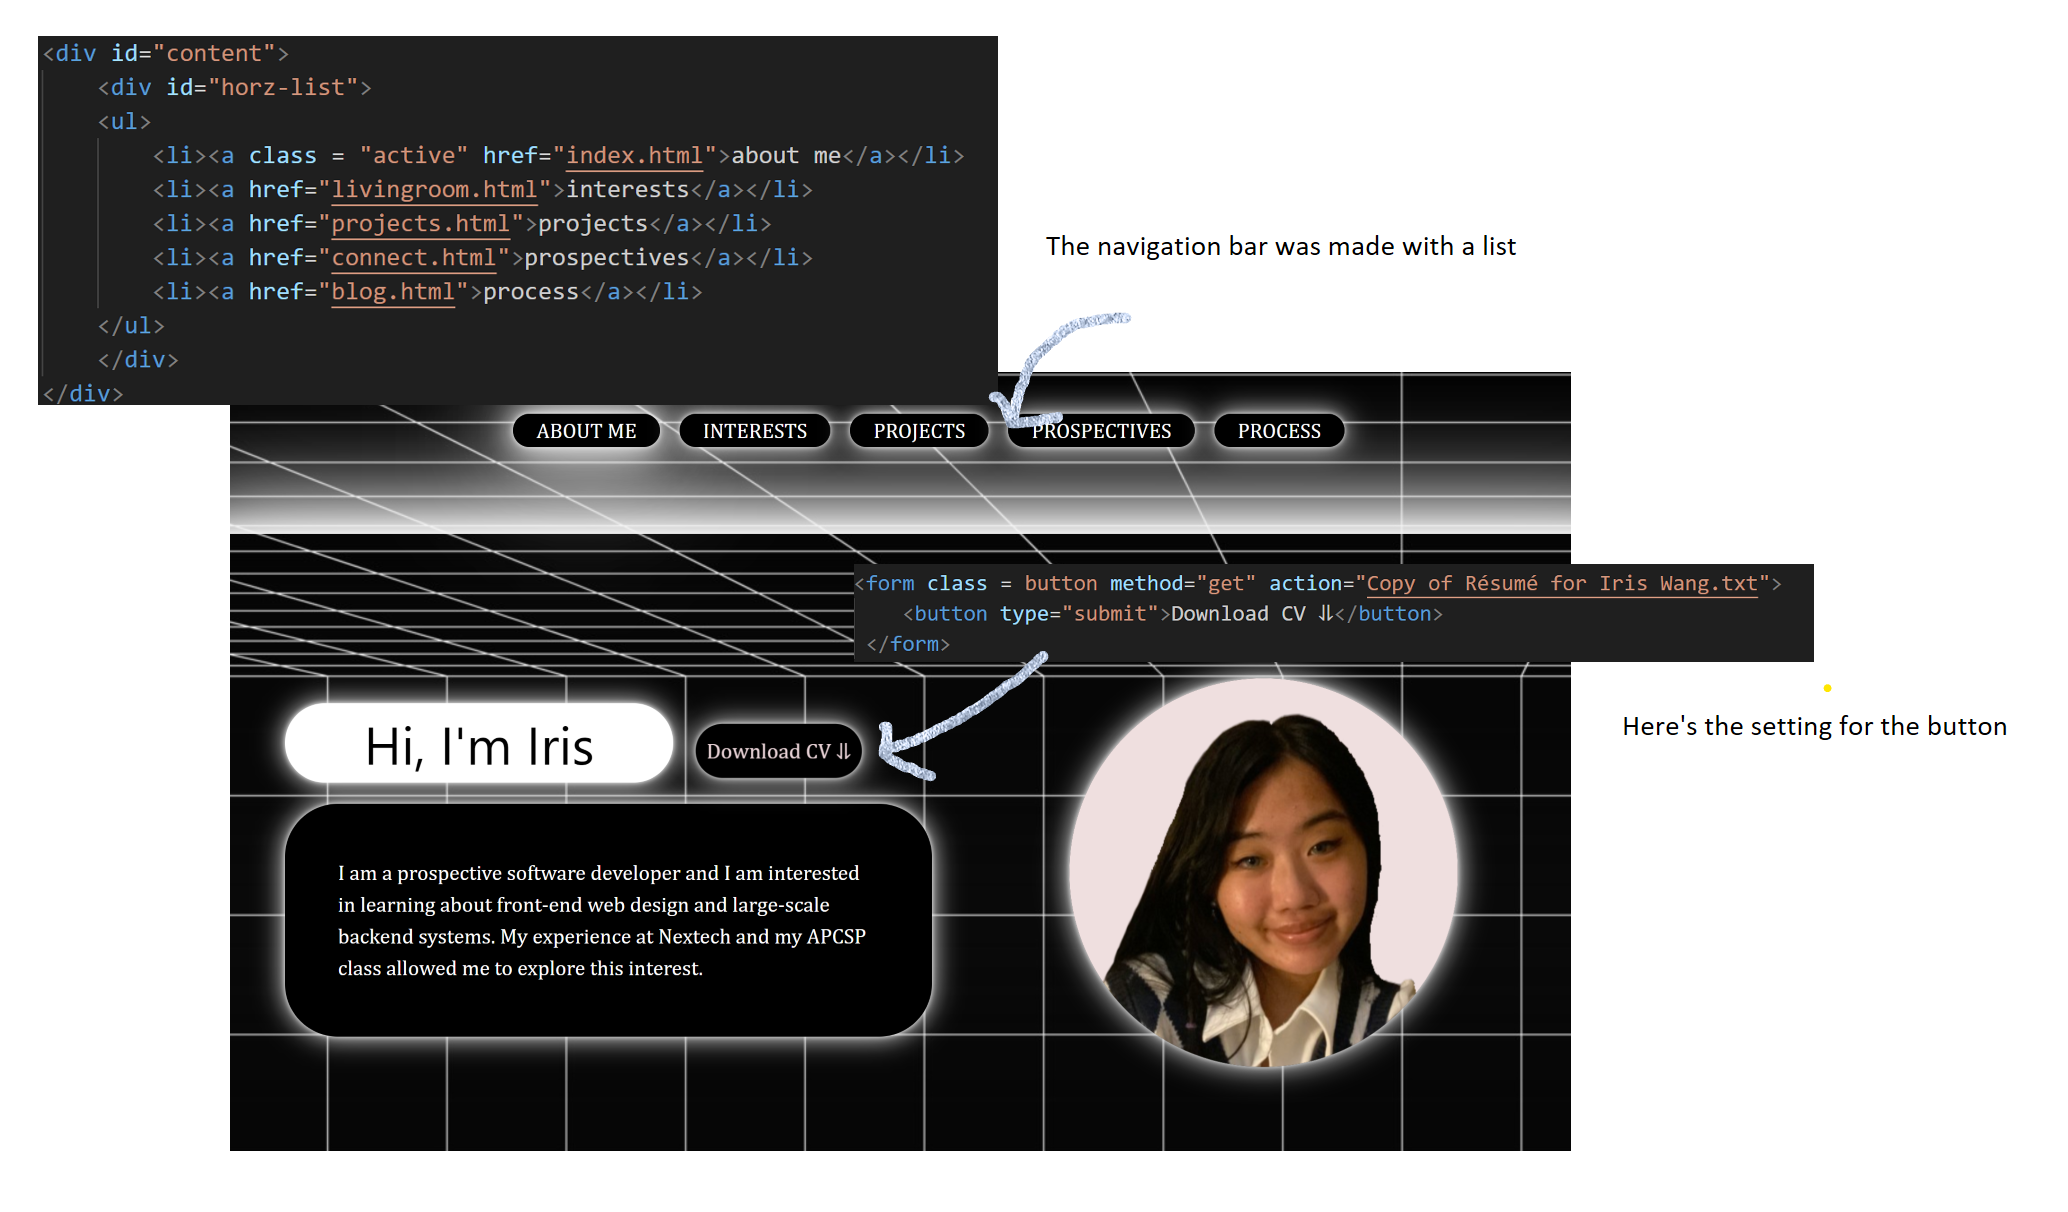 <div id="content">
<div id="horz-list">
<ul>
<li><a class = "active" href="index.html">about me</a></li>
<li><a href="livingroom.html">interests</a></li>
<li><a href="projects.html">projects</a></li>
<li><a href="connect.html">prospectives</a></li>
<li><a href="blog.html">process</a></li>
</ul>
</div>
</div>
The navigation bar was made with a list
ABOUT ME INTERESTS PROJECTS PROSPECTIVES PROCESS
<form class = button method="get" action="Copy of Résumé for Iris Wang.txt">
<button type="submit">Download CV ⇊</button>
</form>
Here's the setting for the button
Hi, I'm Iris
Download CV ⇊
I am a prospective software developer and I am interested
in learning about front-end web design and large-scale
backend systems. My experience at Nextech and my APCSP
class allowed me to explore this interest.